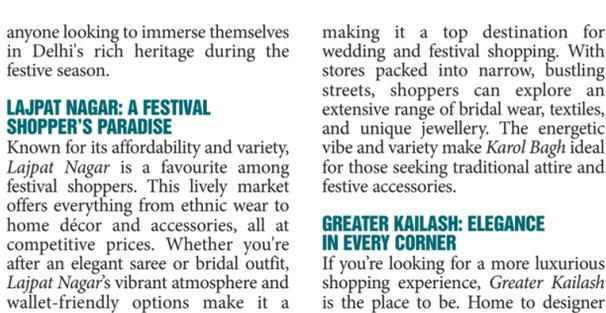 anyone looking to immerse themselves
in Delhi's rich heritage during the
festive season.
LAJPAT NAGAR: A FESTIVAL
SHOPPER'S PARADISE
Known for its affordability and variety,
Lajpat Nagar is a favourite among
festival shoppers. This lively market
offers everything from ethnic wear to
home décor and accessories, all at
competitive prices. Whether you're
after an elegant saree or bridal outfit,
Lajpat Nagar's vibrant atmosphere and
wallet-friendly options make it a
making it a top destination for
wedding and festival shopping. With
stores packed into narrow, bustling
streets, shoppers can explore an
extensive range of bridal wear, textiles,
and unique jewellery. The energetic
vibe and variety make Karol Bagh ideal
for those seeking traditional attire and
festive accessories.
GREATER KAILASH: ELEGANCE
IN EVERY CORNER
If you're looking for a more luxurious
shopping experience, Greater Kailash
is the place to be. Home to designer